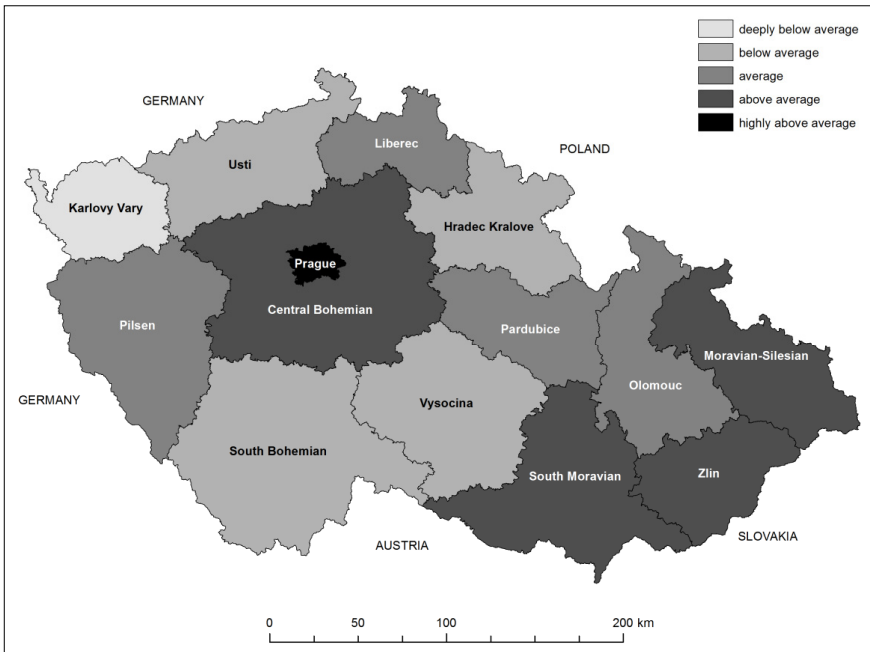 deeply below average
below average
average
above average
highly above average
GERMANY
Liberec
POLAND
Usti
Karlovy Vary
Hradec Kralove
Prague
Central Bohemian
Pilsen
Pardubice
Moravian-Silesian
Olomouc
GERMANY
Vysocina
South Bohemian
South Moravian
Zlin
SLOVAKIA
AUSTRIA
0 50 100 200 km